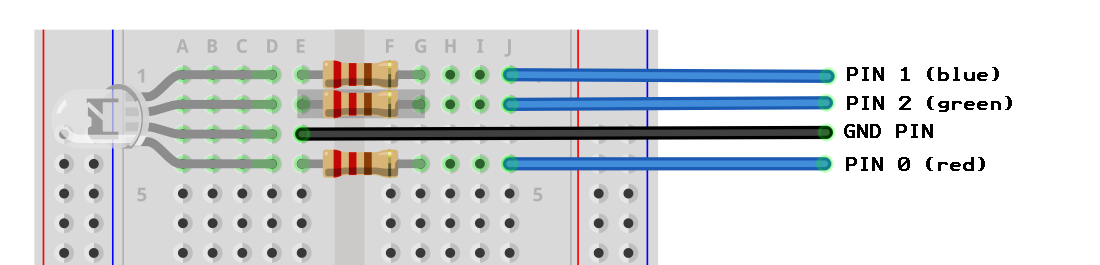 A B C D E F G H I J
1
PIN 1 (blue)
PIN 2 (green)
GND PIN
PIN 0 (red)
5 5